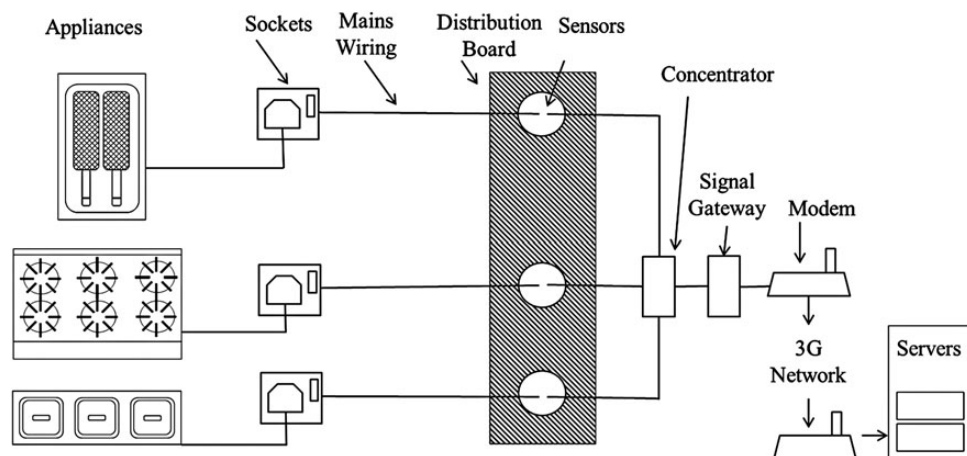 Appliances
Sockets
Mains
Wiring
Distribution
Board
Sensors
Concentrator
Signal
Gateway
Modem
3G
Network
Servers